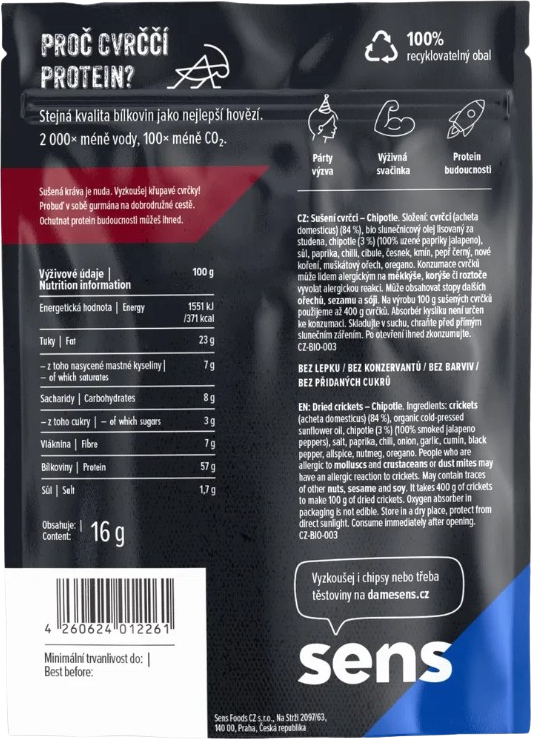 PROČ CVRČČÍ
PROTEIN?
100%
recyklovatelný obal
Stejná kvalita bílkovin jako nejlepší hovězí.
2 000× méně vody, 100× méně CO₂.
Párty
výzva
Výživná
svačinka
Protein
budoucnosti
Sušená kráva je nuda. Vyzkoušej křupavé cvrčky!
Probuď v sobě gurmána na dobrodružné cestě.
Ochutnat protein budoucnosti můžeš ihned.
Výživové údaje | 100 g
Nutrition information
Energetická hodnota | Energy 1551 kJ
/371 kcal
Tuky | Fat 23 g
– z toho nasycené mastné kyseliny | 7 g
– of which saturates
Sacharidy | Carbohydrates 8 g
– z toho cukry | – of which sugars 3 g
Vláknina | Fibre 7 g
Bílkoviny | Protein 57 g
Sůl | Salt 1,7 g
Obsahuje: |
Content:
16 g
CZ: Sušení cvrčci – Chipotle. Složení: cvrčci (acheta
domesticus) (84 %), bio slunečnicový olej lisovaný za
studena, chipotle (3 %) (100% uzené papriky jalapeno),
sůl, paprika, chilli, cibule, česnek, kmín, pepř černý, nové
koření, muškátový ořech, oregano. Konzumace cvrčků
může lidem alergickým na měkkýše, korýše či roztoče
vyvolat alergickou reakci. Může obsahovat stopy dalších
ořechů, sezamu a sóji. Na výrobu 100 g sušených cvrčků
použijeme až 400 g cvrčků. Absorbér kyslíku není určen
ke konzumaci. Skladujte v suchu, chraňte před přímým
slunečním zářením. Po otevření ihned zkonzumujte.
CZ-BIO-003
BEZ LEPKU / BEZ KONZERVANTŮ / BEZ BARVIV /
BEZ PŘIDANÝCH CUKRŮ
EN: Dried crickets – Chipotle. Ingredients: crickets
(acheta domesticus) (84 %), organic cold-pressed
sunflower oil, chipotle (3 %) (100% smoked jalapeno
peppers), salt, paprika, chili, onion, garlic, cumin, black
pepper, allspice, nutmeg, oregano. People who are
allergic to molluscs and crustaceans or dust mites may
have an allergic reaction to crickets. May contain traces
of other nuts, sesame and soy. It takes 400 g of crickets
to make 100 g of dried crickets. Oxygen absorber in
packaging is not edible. Store in a dry place, protect from
direct sunlight. Consume immediately after opening.
CZ-BIO-003
Vyzkoušej i chipsy nebo třeba
těstoviny na damesens.cz
sens
4 260624 012261
Minimální trvanlivost do: |
Best before:
Sens Foods CZ s.r.o., Na Strži 2097/63,
140 00, Praha, Česká republika